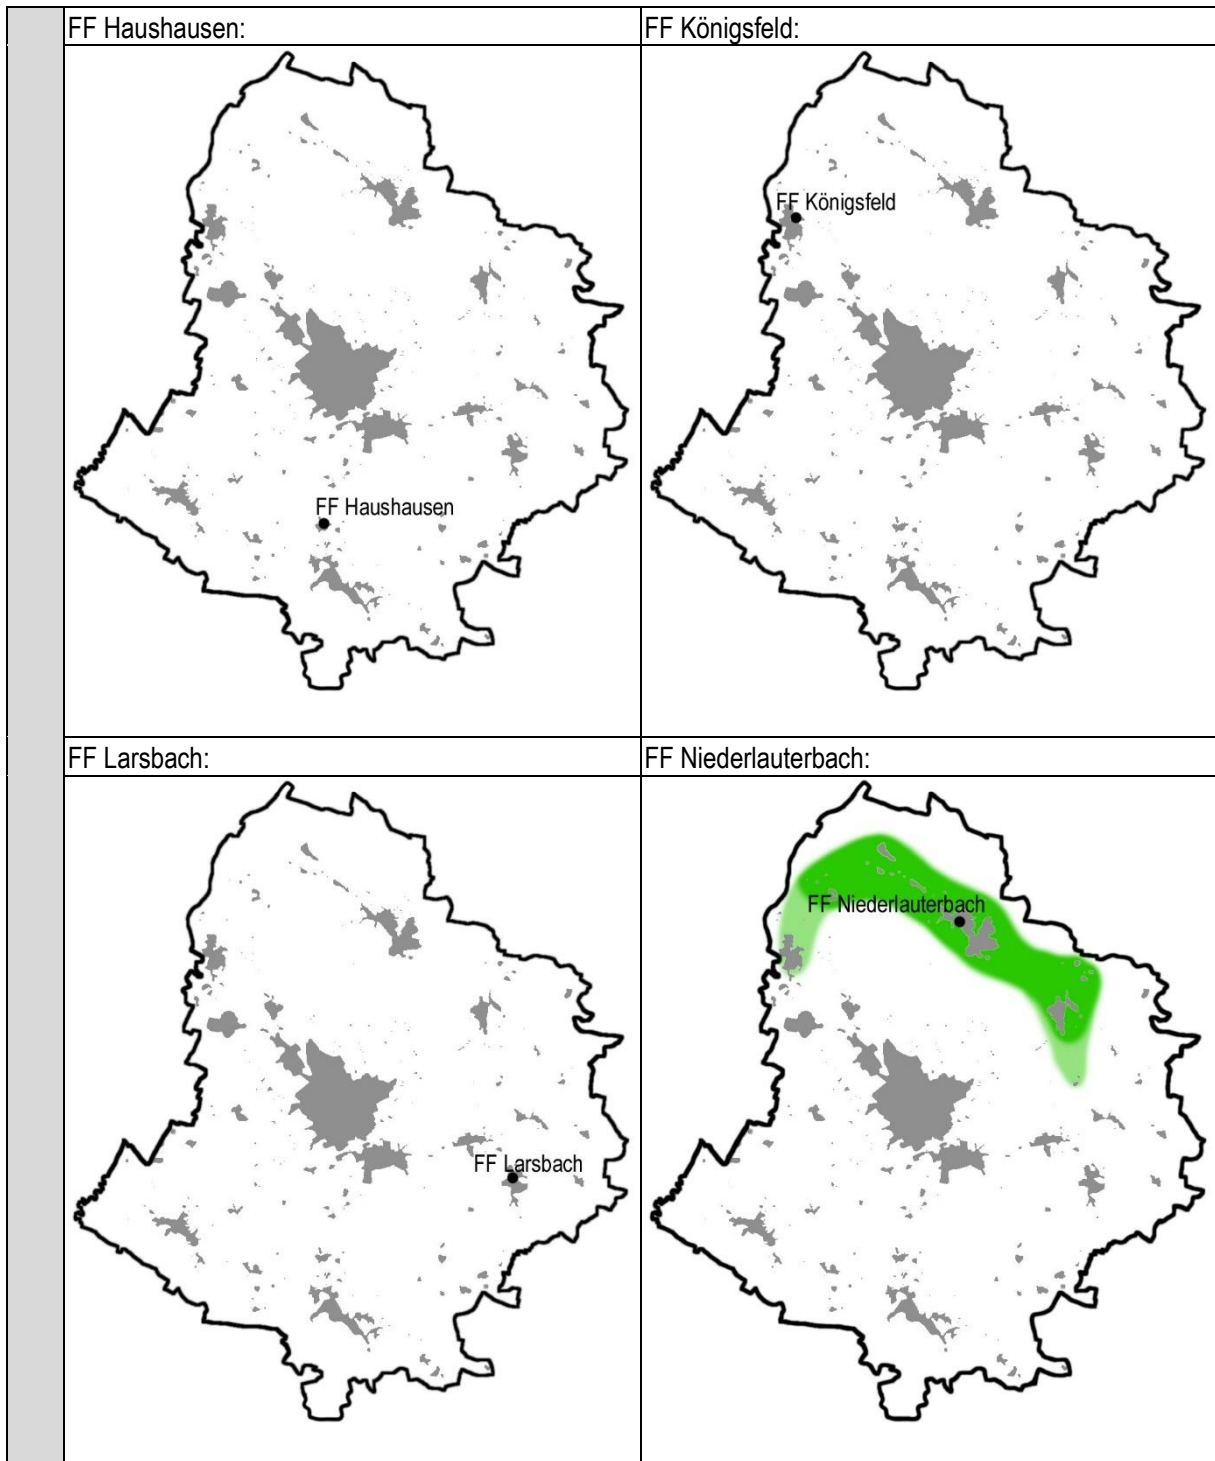 FF Haushausen:
FF Königsfeld:
FF Haushausen
FF Königsfeld
FF Larsbach:
FF Niederlauterbach:
FF Larsbach
FF Niederlauterbach